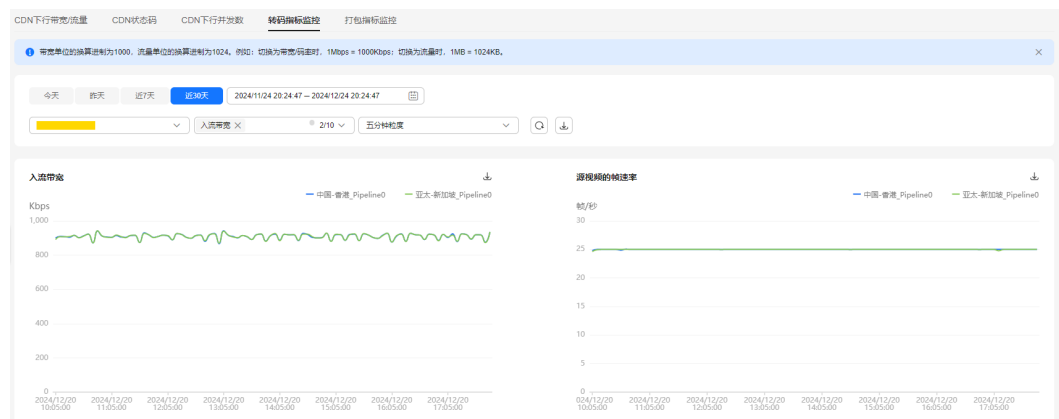 CDN下行带宽/流量 CDN状态码 CDN下行并发数 转码指标监控 打包指标监控
带宽单位的换算进制为1000，流量单位的换算进制为1024。例如：切换为带宽/码率时，1Mbps = 1000Kbps；切换为流量时，1MB = 1024KB。
今天 昨天 近7天 近30天 2024/11/24 20:24:47 — 2024/12/24 20:24:47
入流带宽 × 2/10 五分钟粒度
入流带宽
中国-香港_Pipeline0 亚太-新加坡_Pipeline0
Kbps
1,000
800
600
400
200
0
2024/12/20 2024/12/20 2024/12/20 2024/12/20 2024/12/20 2024/12/20 2024/12/20 2024/12/20
10:05:00 11:05:00 12:05:00 13:05:00 14:05:00 15:05:00 16:05:00 17:05:00
源视频的帧速率
中国-香港_Pipeline0 亚太-新加坡_Pipeline0
帧/秒
30
25
20
15
10
5
0
024/12/20 2024/12/20 2024/12/20 2024/12/20 2024/12/20 2024/12/20 2024/12/20 2024/12/20
10:05:00 11:05:00 12:05:00 13:05:00 14:05:00 15:05:00 16:05:00 17:05:00